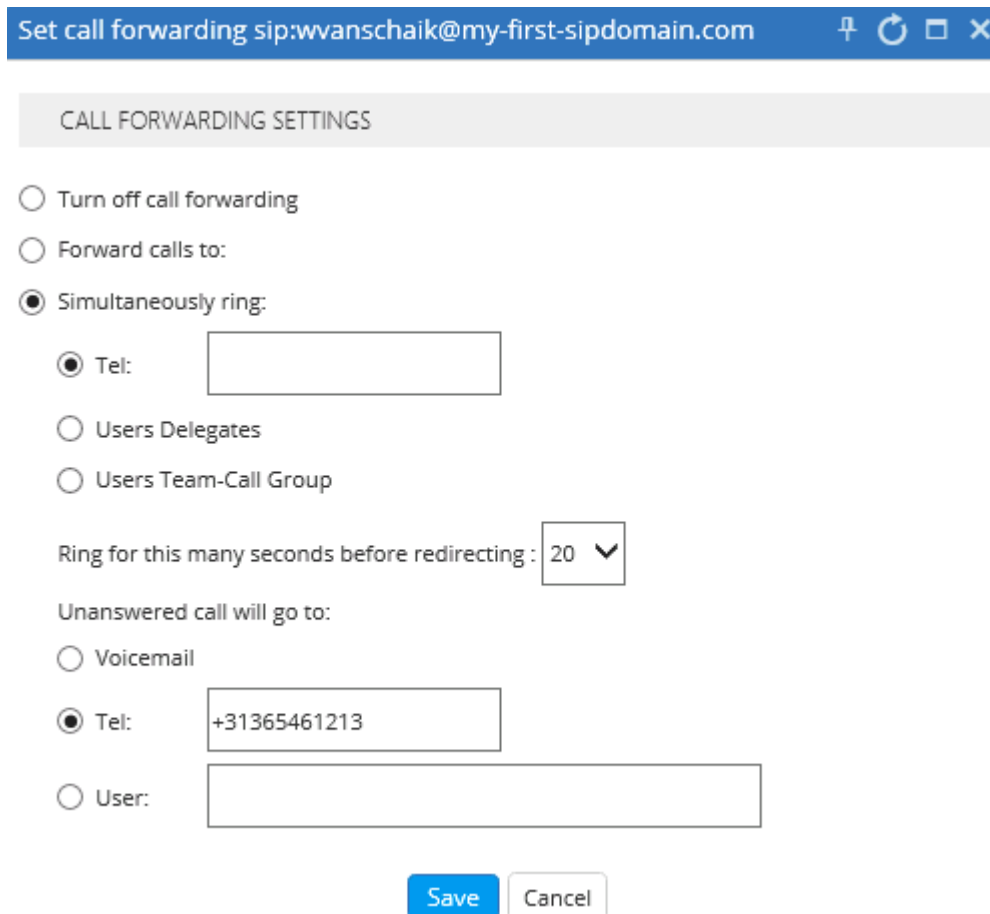 Set call forwarding sip:wvanschaik@my-first-sipdomain.com
CALL FORWARDING SETTINGS
Turn off call forwarding
Forward calls to:
Simultaneously ring:
Tel:
Users Delegates
Users Team-Call Group
Ring for this many seconds before redirecting : 20
Unanswered call will go to:
Voicemail
Tel: +31365461213
User:
Save Cancel